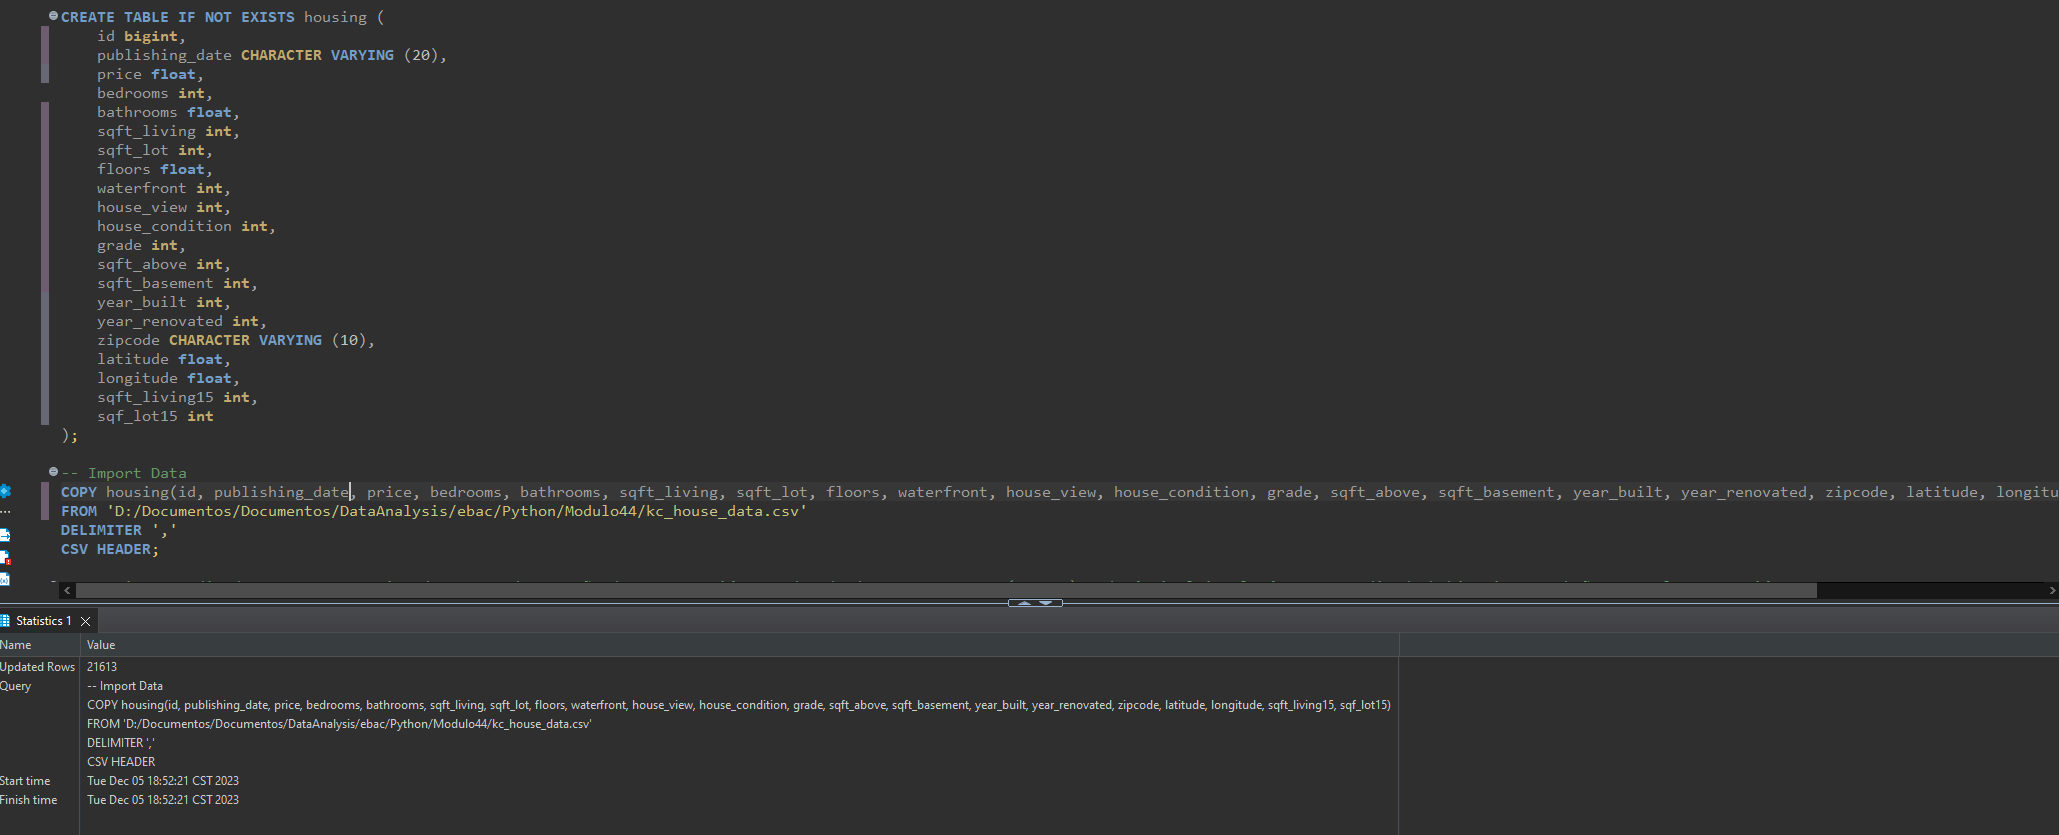 CREATE TABLE IF NOT EXISTS housing (
id bigint,
publishing_date CHARACTER VARYING (20),
price float,
bedrooms int,
bathrooms float,
sqft_living int,
sqft_lot int,
floors float,
waterfront int,
house_view int,
house_condition int,
grade int,
sqft_above int,
sqft_basement int,
year_built int,
year_renovated int,
zipcode CHARACTER VARYING (10),
latitude float,
longitude float,
sqft_living15 int,
sqf_lot15 int
);
-- Import Data
COPY housing(id, publishing_date, price, bedrooms, bathrooms, sqft_living, sqft_lot, floors, waterfront, house_view, house_condition, grade, sqft_above, sqft_basement, year_built, year_renovated, zipcode, latitude, longitu
FROM 'D:/Documentos/Documentos/DataAnalysis/ebac/Python/Modulo44/kc_house_data.csv'
DELIMITER ','
CSV HEADER;
Statistics 1
Name Value
Updated Rows 21613
Query -- Import Data
COPY housing(id, publishing_date, price, bedrooms, bathrooms, sqft_living, sqft_lot, floors, waterfront, house_view, house_condition, grade, sqft_above, sqft_basement, year_built, year_renovated, zipcode, latitude, longitude, sqft_living15, sqf_lot15)
FROM 'D:/Documentos/Documentos/DataAnalysis/ebac/Python/Modulo44/kc_house_data.csv'
DELIMITER ','
CSV HEADER
Start time Tue Dec 05 18:52:21 CST 2023
Finish time Tue Dec 05 18:52:21 CST 2023